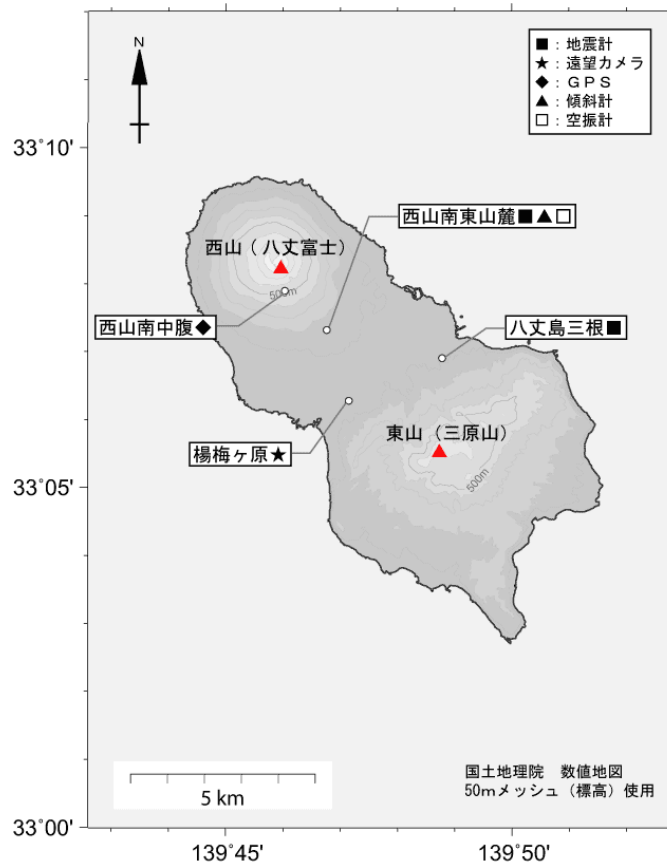 N
■：地震計
★：遠望カメラ
◆：ＧＰＳ
▲：傾斜計
□：空振計
33°10'
西山南東山麓■▲□
西山（八丈富士）
500m
西山南中腹◆
八丈島三根■
東山（三原山）
楊梅ヶ原★
500m
33°05'
国土地理院　数値地図
50mメッシュ（標高）使用
5 km
33°00'
139°45'
139°50'